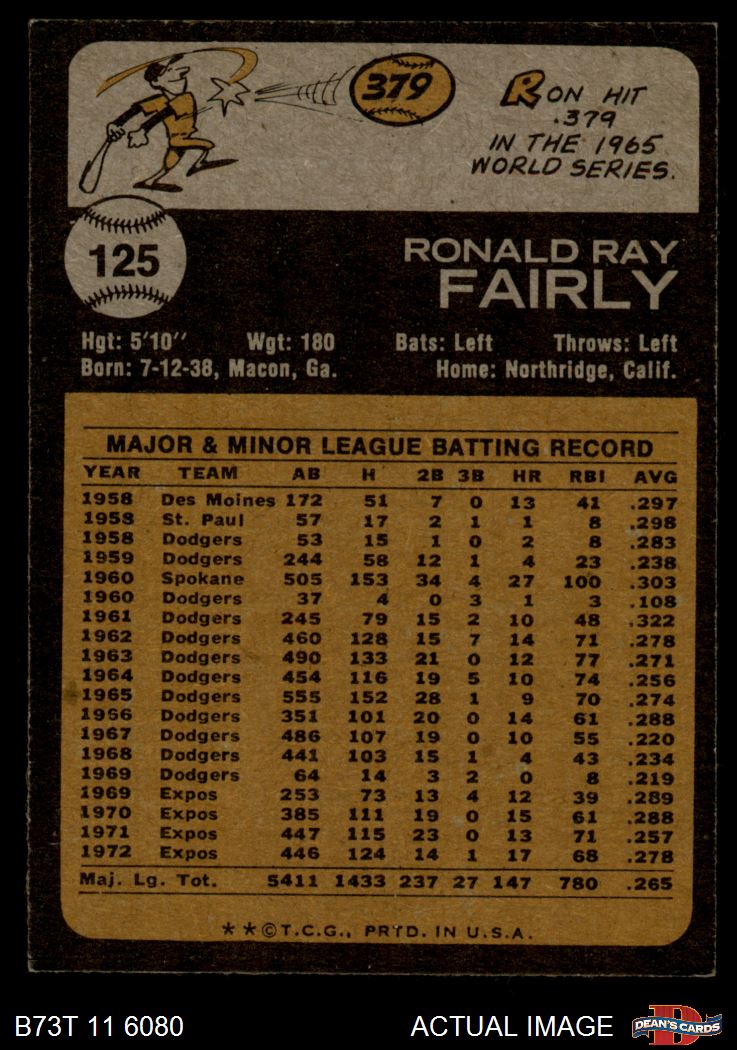 379
RON HIT
.379
IN THE 1965
WORLD SERIES.
125
RONALD RAY
FAIRLY
Hgt: 5'10" Wgt: 180 Bats: Left Throws: Left
Born: 7-12-38, Macon, Ga. Home: Northridge, Calif.
MAJOR & MINOR LEAGUE BATTING RECORD
YEAR TEAM AB H 2B 3B HR RBI AVG
1958 Des Moines 172 51 7 0 13 41 .297
1958 St. Paul 57 17 2 1 1 8 .298
1958 Dodgers 53 15 1 0 2 8 .283
1959 Dodgers 244 58 12 1 4 23 .238
1960 Spokane 505 153 34 4 27 100 .303
1960 Dodgers 37 4 0 3 1 3 .108
1961 Dodgers 245 79 15 2 10 48 .322
1962 Dodgers 460 128 15 7 14 71 .278
1963 Dodgers 490 133 21 0 12 77 .271
1964 Dodgers 454 116 19 5 10 74 .256
1965 Dodgers 555 152 28 1 9 70 .274
1966 Dodgers 351 101 20 0 14 61 .288
1967 Dodgers 486 107 19 0 10 55 .220
1968 Dodgers 441 103 15 1 4 43 .234
1969 Dodgers 64 14 3 2 0 8 .219
1969 Expos 253 73 13 4 12 39 .289
1970 Expos 385 111 19 0 15 61 .288
1971 Expos 447 115 23 0 13 71 .257
1972 Expos 446 124 14 1 17 68 .278
Maj. Lg. Tot. 5411 1433 237 27 147 780 .265
**©T.C.G., PRTD. IN U.S.A.
B73T 11 6080 ACTUAL IMAGE DEAN'S CARDS